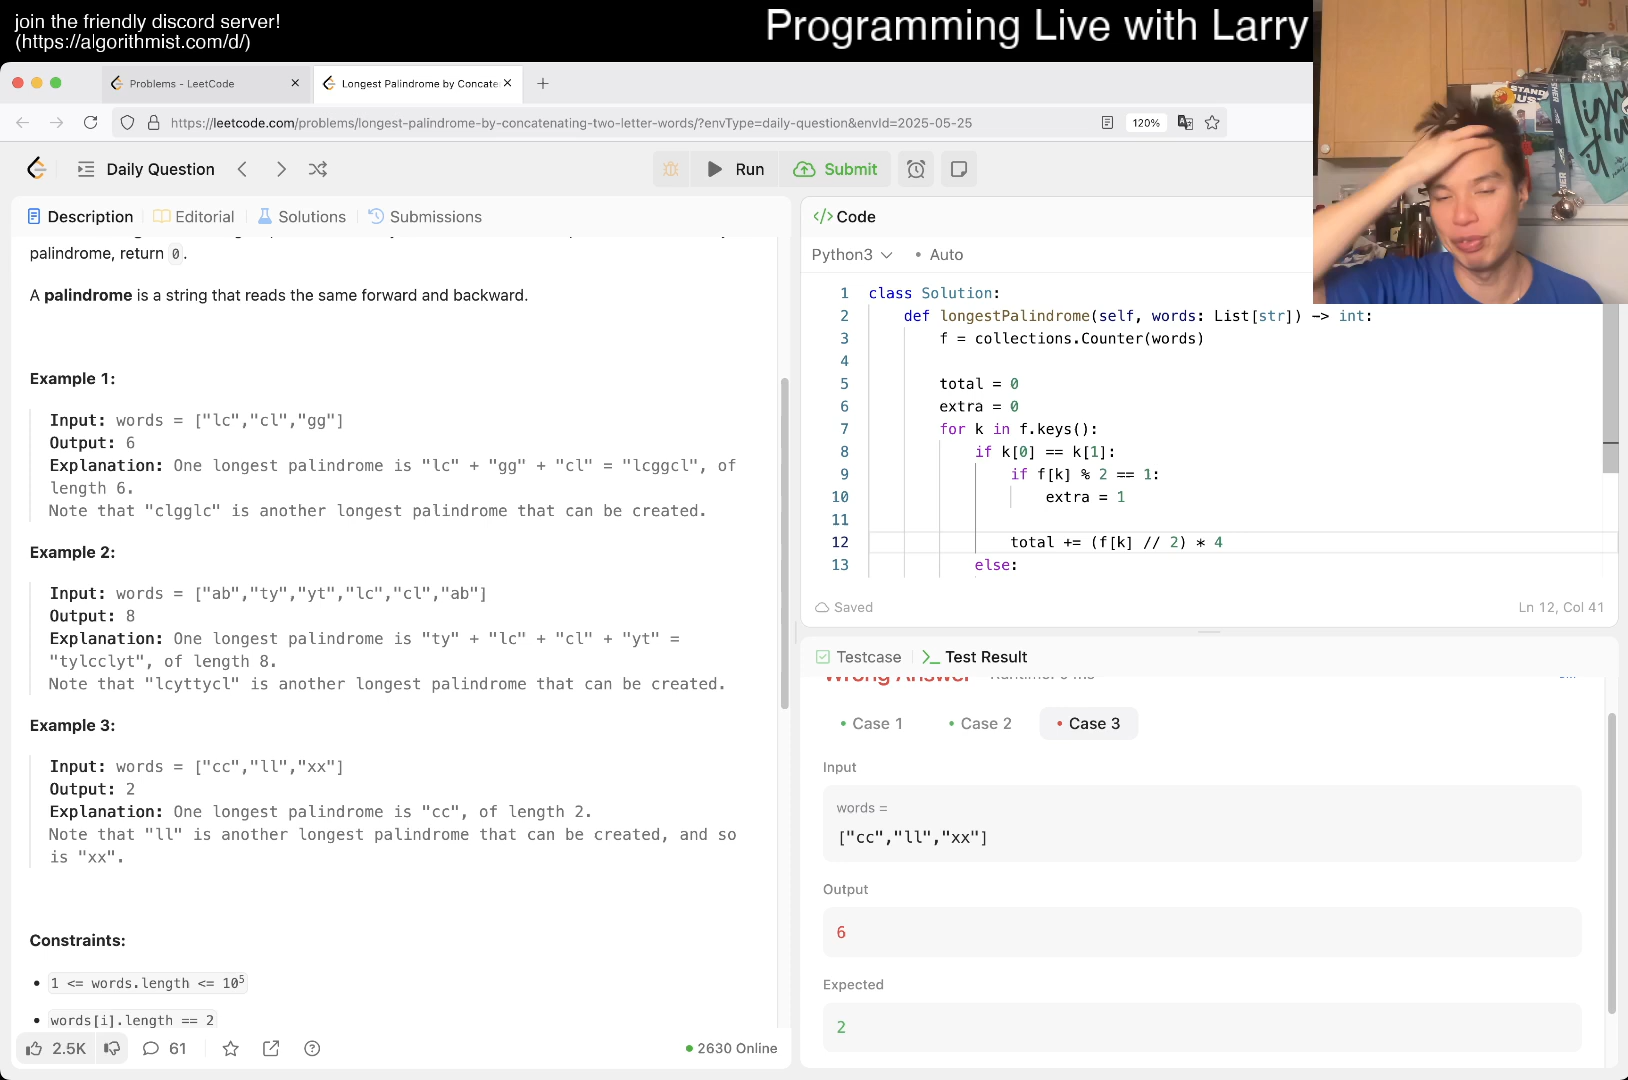 join the friendly discord server!
(https://algorithmist.com/d/)
Programming Live with Larry
Problems - LeetCode
Longest Palindrome by Concate
https://leetcode.com/problems/longest-palindrome-by-concatenating-two-letter-words/?envType=daily-question&envId=2025-05-25
120%
Daily Question
Run
Submit
Description
Editorial
Solutions
Submissions
palindrome, return 0.
A palindrome is a string that reads the same forward and backward.
Example 1:
Input: words = ["lc","cl","gg"]
Output: 6
Explanation: One longest palindrome is "lc" + "gg" + "cl" = "lcggcl", of
length 6.
Note that "clgglc" is another longest palindrome that can be created.
Example 2:
Input: words = ["ab","ty","yt","lc","cl","ab"]
Output: 8
Explanation: One longest palindrome is "ty" + "lc" + "cl" + "yt" =
"tylcclyt", of length 8.
Note that "lcyttycl" is another longest palindrome that can be created.
Example 3:
Input: words = ["cc","ll","xx"]
Output: 2
Explanation: One longest palindrome is "cc", of length 2.
Note that "ll" is another longest palindrome that can be created, and so
is "xx".
Constraints:
• 1 <= words.length <= 10⁵
• words[i].length == 2
2.5K
61
2630 Online
</> Code
Python3
• Auto
1 class Solution:
2 def longestPalindrome(self, words: List[str]) -> int:
3 f = collections.Counter(words)
4
5 total = 0
6 extra = 0
7 for k in f.keys():
8 if k[0] == k[1]:
9 if f[k] % 2 == 1:
10 extra = 1
11
12 total += (f[k] // 2) * 4
13 else:
Saved
Ln 12, Col 41
Testcase
Test Result
Wrong Answer
Runtime: 0 ms
• Case 1
• Case 2
• Case 3
Input
words =
["cc","ll","xx"]
Output
6
Expected
2